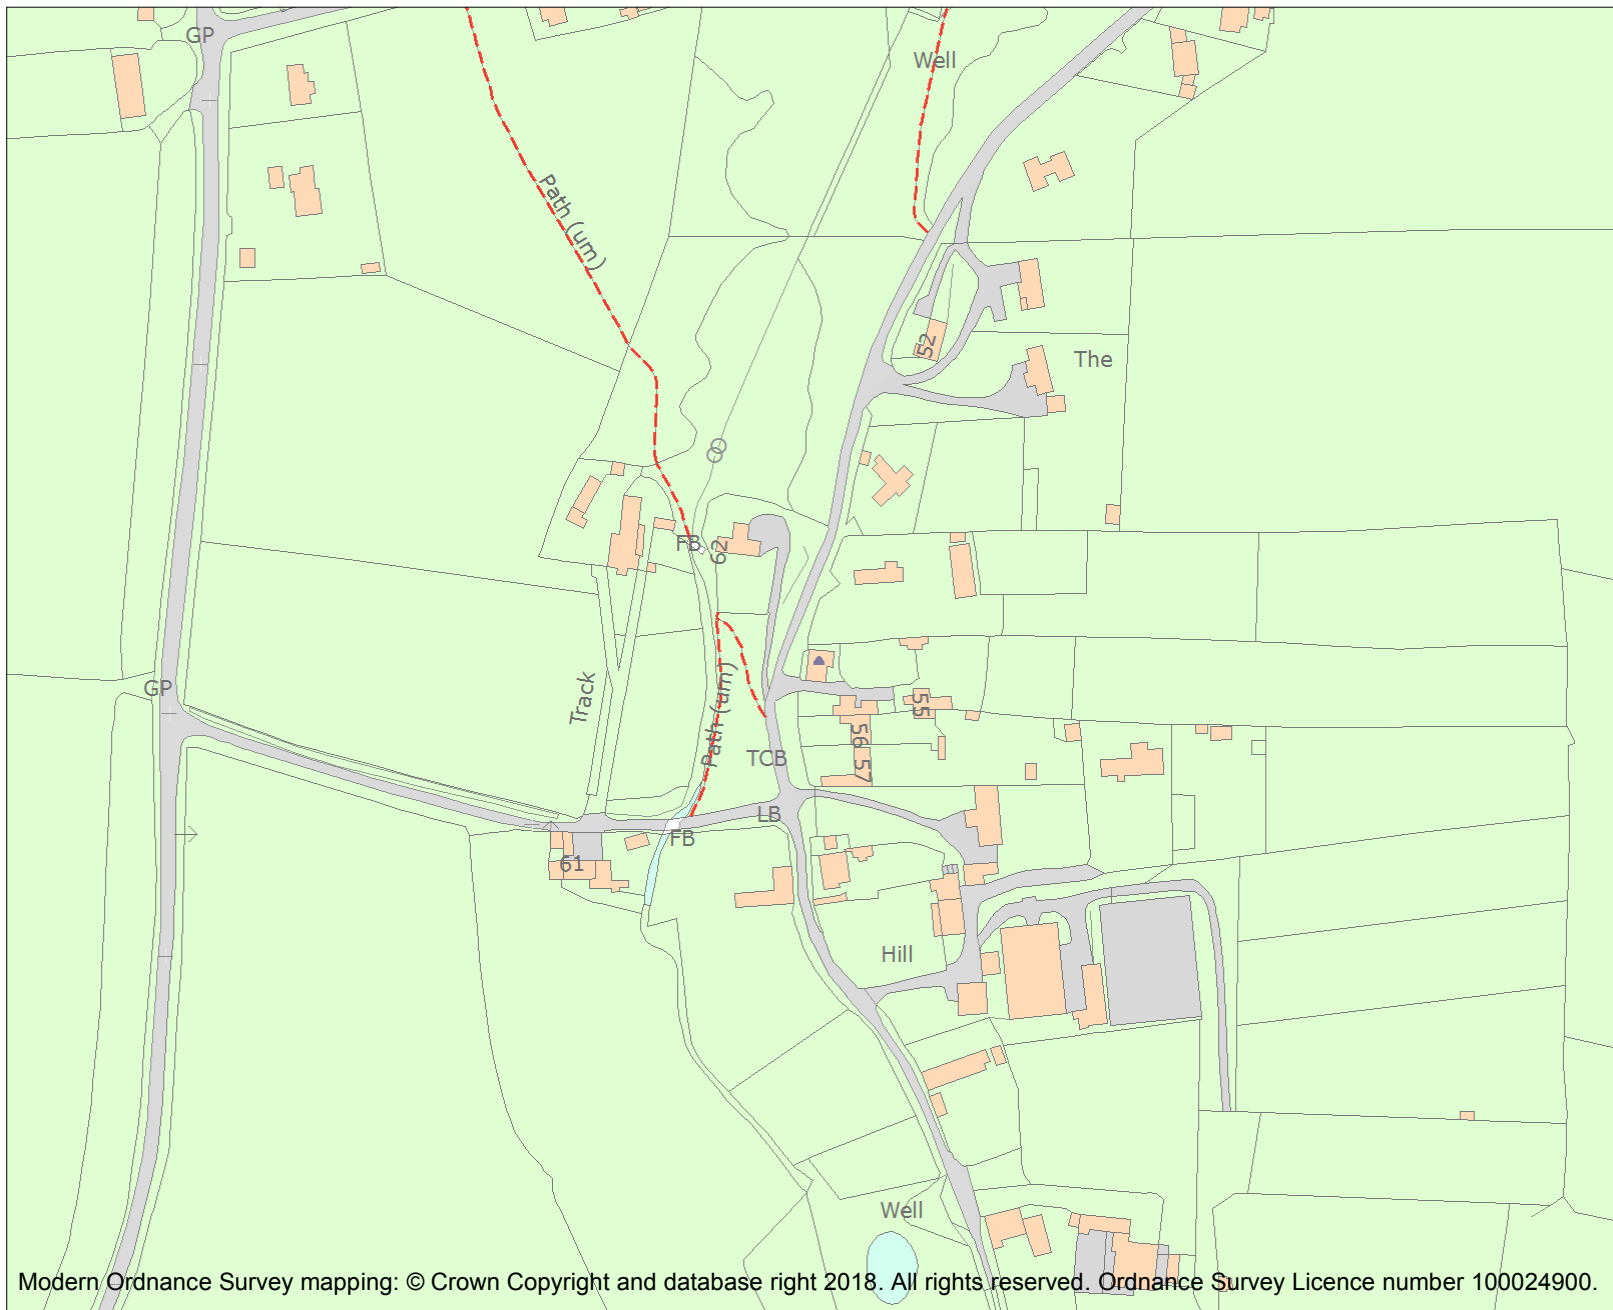 GP
Well
Path (um)
52
The
FB
62
GP
Track
Path (um)
55
56
57
TCB
LB
FB
61
Hill
Well
Modern Ordnance Survey mapping: © Crown Copyright and database right 2018. All rights reserved. Ordnance Survey Licence number 100024900.